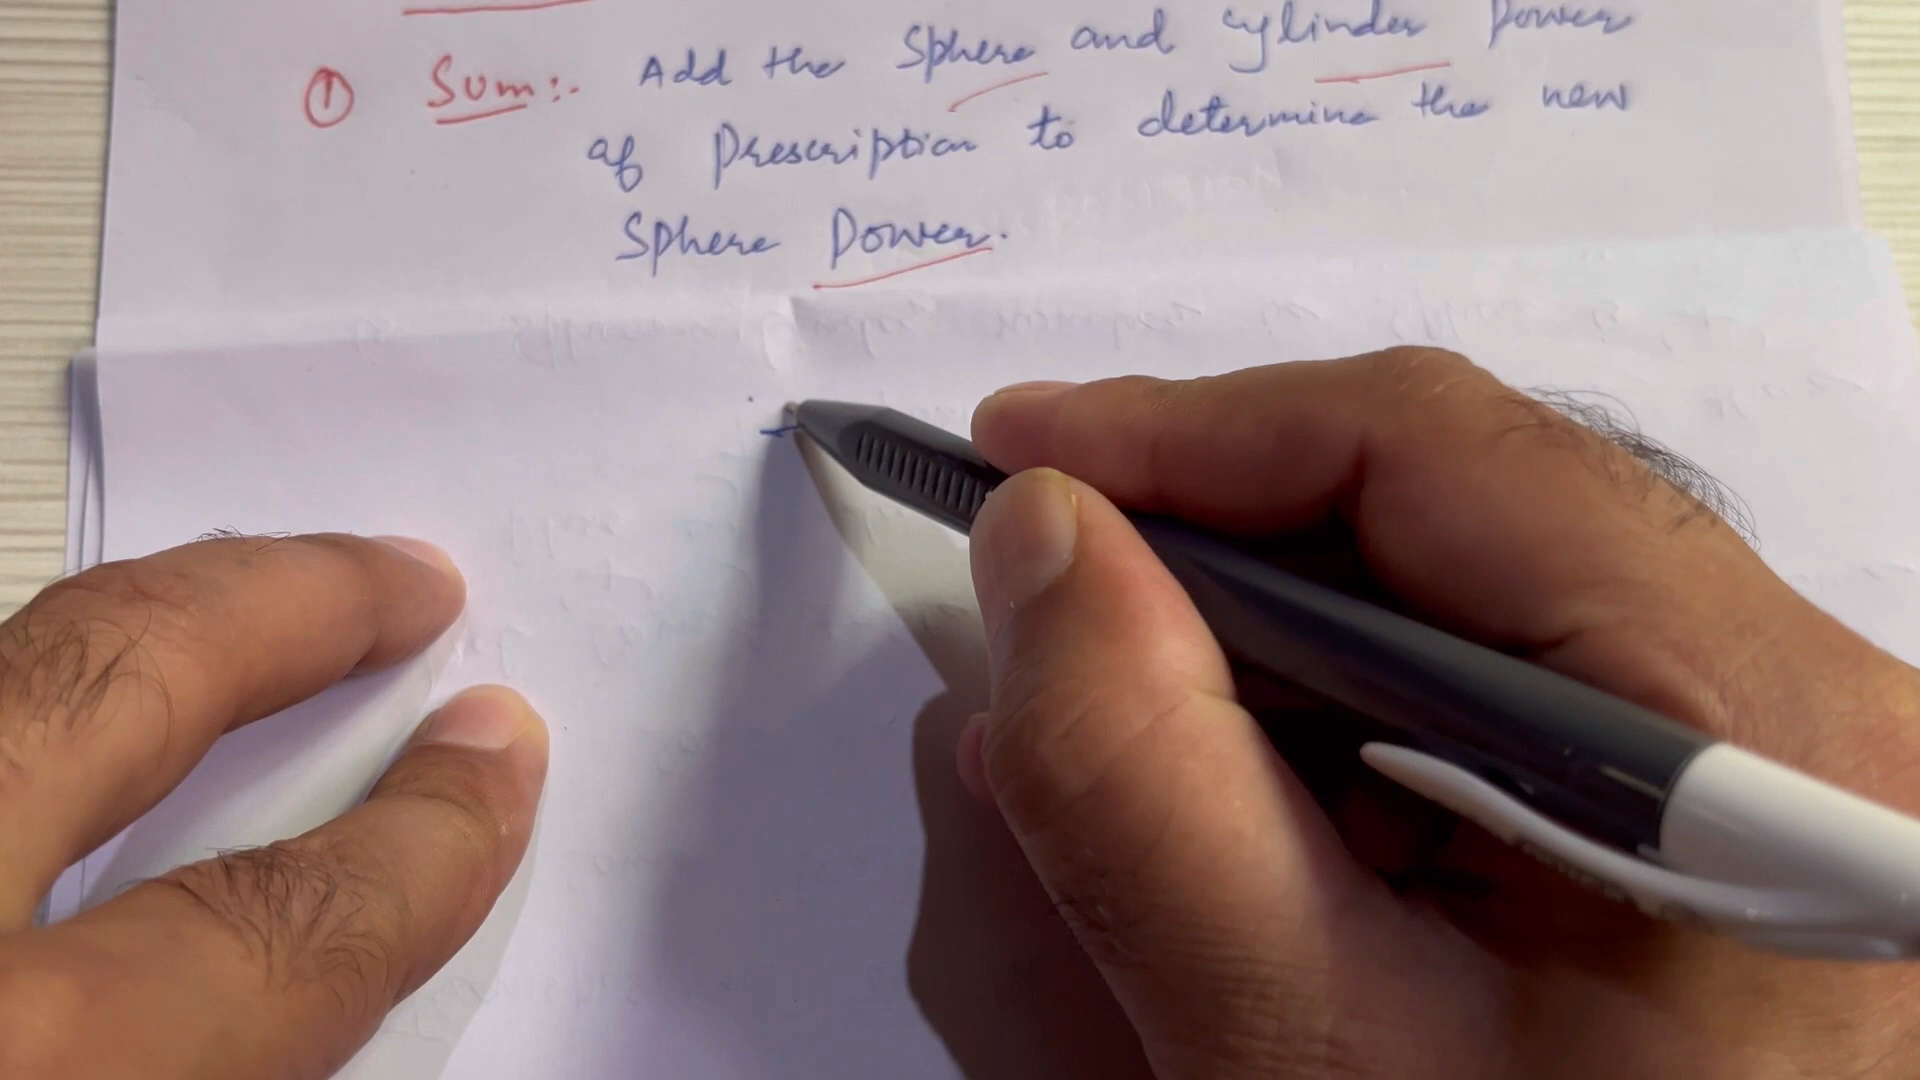 ① Sum:- Add the Sphere and cylinder Power
of Prescription to determine the new
Sphere Power.